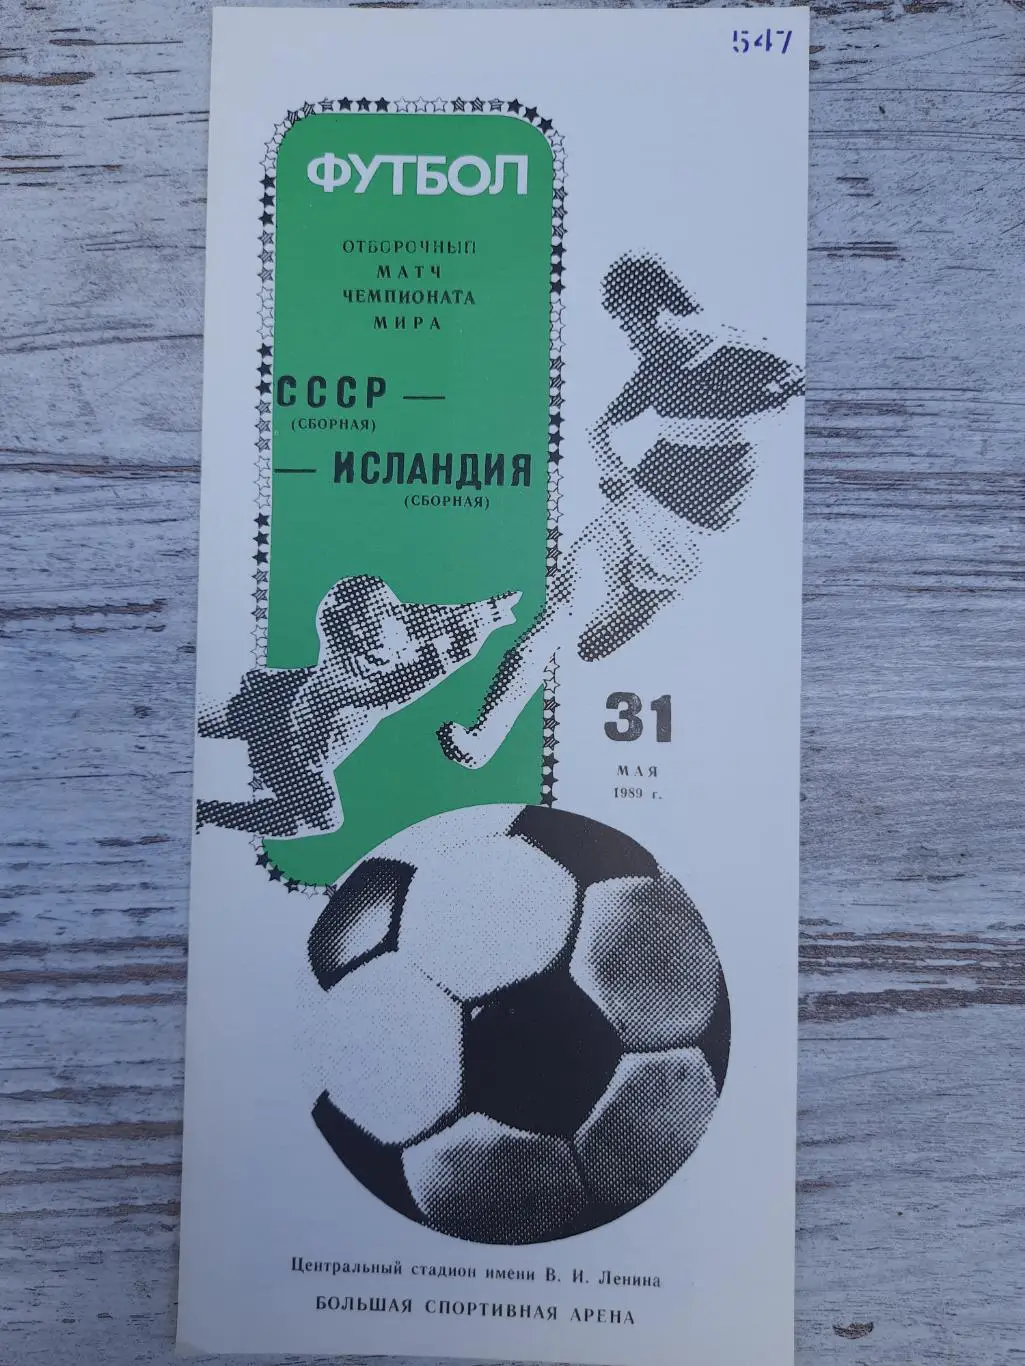 547
ФУТБОЛ
ОТБОРОЧНЫЙ
МАТЧ
ЧЕМПИОНАТА
МИРА
СССР —
(СБОРНАЯ)
— ИСЛАНДИЯ
(СБОРНАЯ)
31
МАЯ
1989 г.
Центральный стадион имени В. И. Ленина
БОЛЬШАЯ СПОРТИВНАЯ АРЕНА